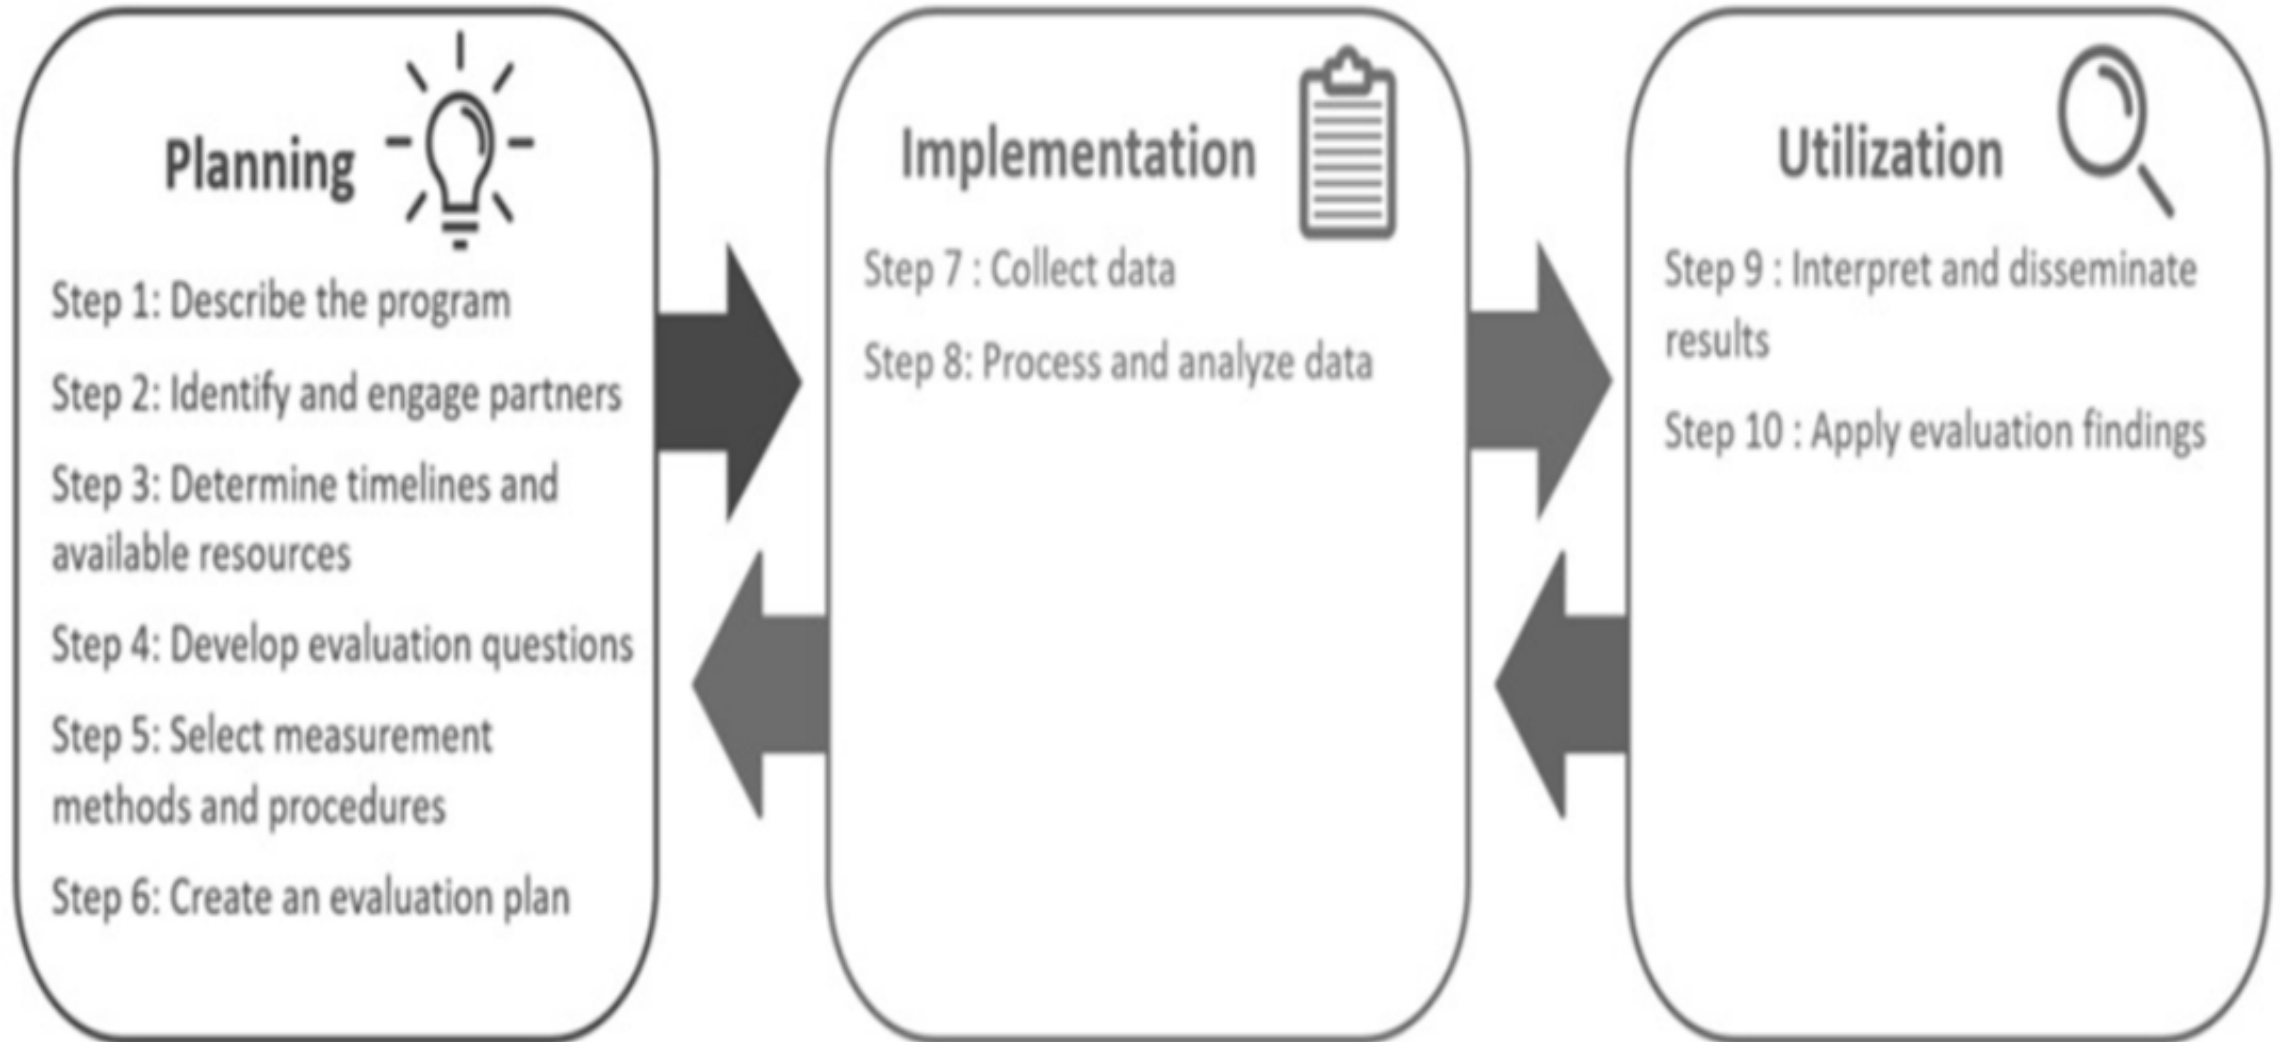 Planning
Step 1: Describe the program
Step 2: Identify and engage partners
Step 3: Determine timelines and
available resources
Step 4: Develop evaluation questions
Step 5: Select measurement
methods and procedures
Step 6: Create an evaluation plan
Implementation
Step 7 : Collect data
Step 8: Process and analyze data
Utilization
Step 9 : Interpret and disseminate
results
Step 10 : Apply evaluation findings